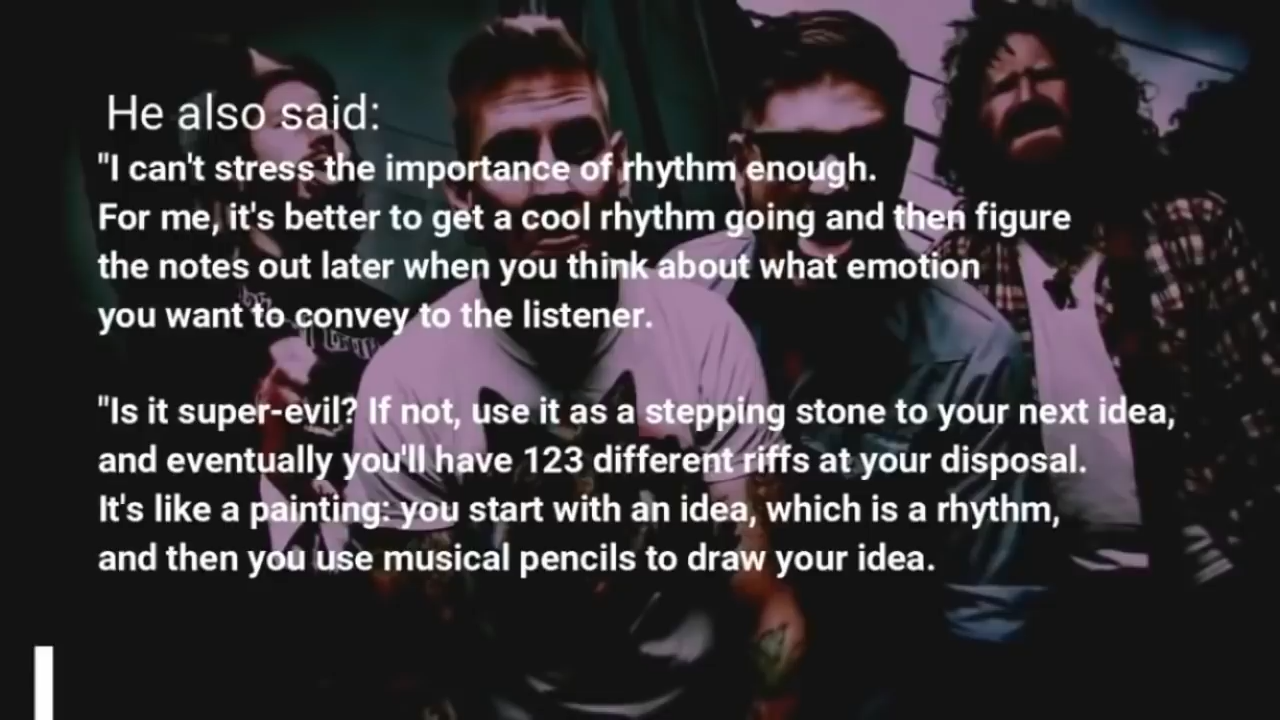 He also said:
"I can't stress the importance of rhythm enough.
For me, it's better to get a cool rhythm going and then figure
the notes out later when you think about what emotion
you want to convey to the listener.
"Is it super-evil? If not, use it as a stepping stone to your next idea,
and eventually you'll have 123 different riffs at your disposal.
It's like a painting: you start with an idea, which is a rhythm,
and then you use musical pencils to draw your idea.